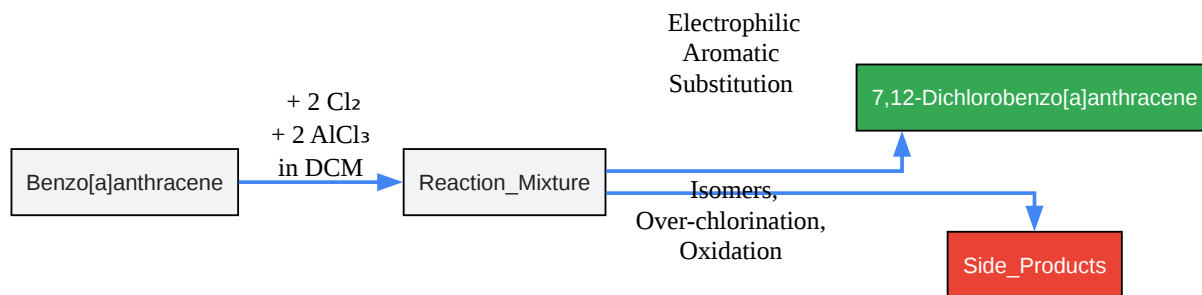 Electrophilic
Aromatic
Substitution
7,12-Dichlorobenzo[a]anthracene
+ 2 Cl₂
+ 2 AlCl₃
in DCM
Benzo[a]anthracene
Reaction_Mixture
Isomers,
Over-chlorination,
Oxidation
Side_Products